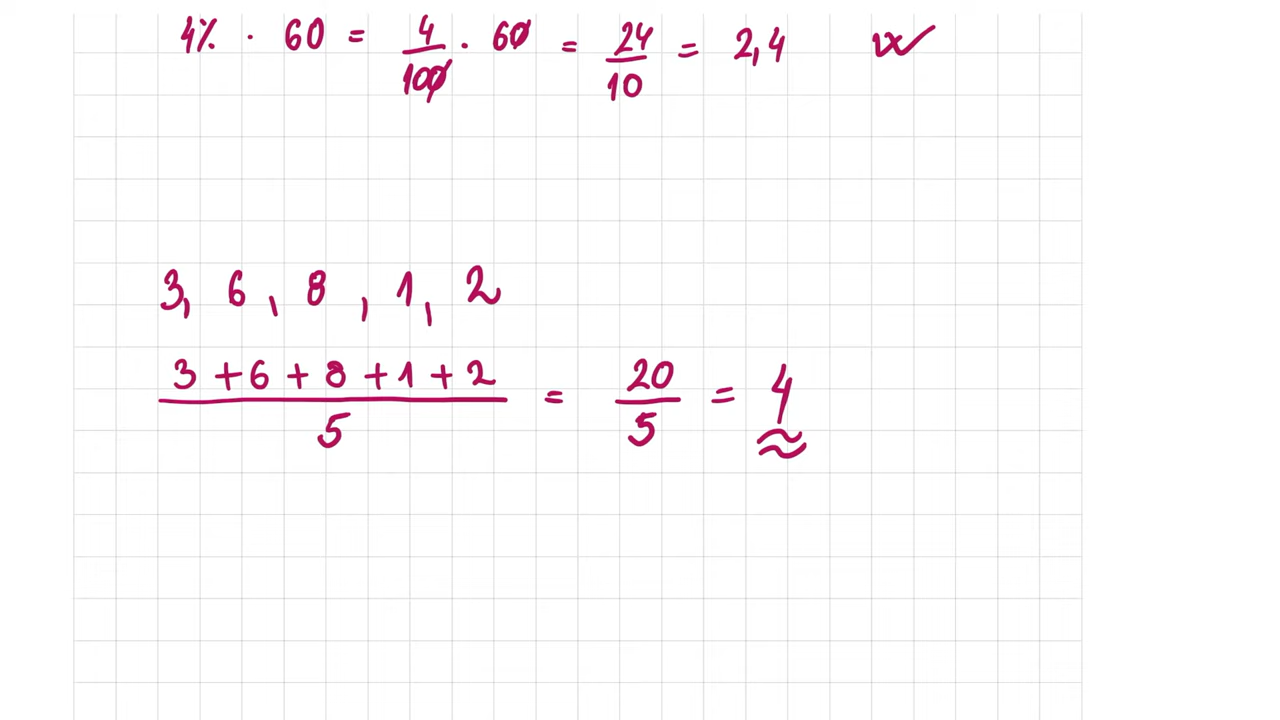 4% · 60 = 4/100 · 60 = 24/10 = 2,4
3, 6, 8, 1, 2
3+6+8+1+2/5 = 20/5 = 4